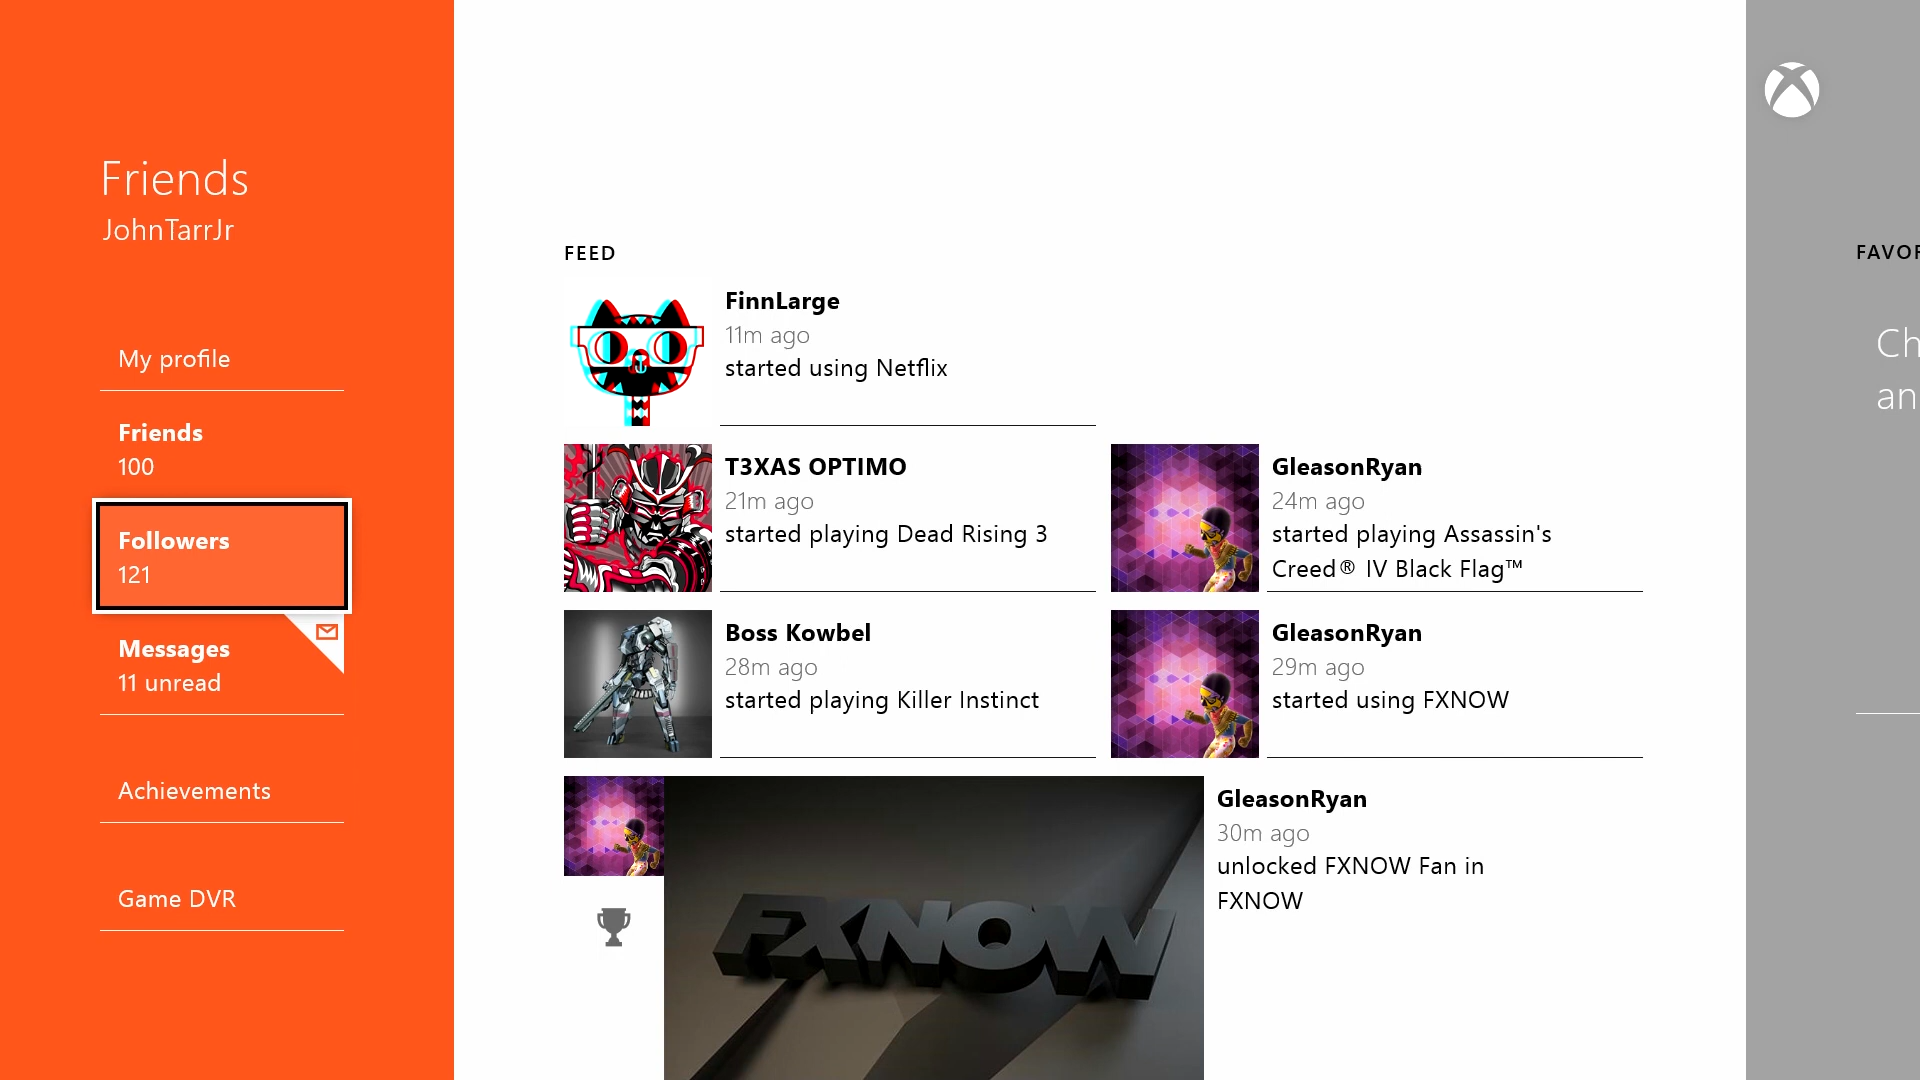 Friends
JohnTarrJr
My profile
Friends
100
Followers
121
Messages
11 unread
Achievements
Game DVR
FEED
FinnLarge
11m ago
started using Netflix
T3XAS OPTIMO
21m ago
started playing Dead Rising 3
GleasonRyan
24m ago
started playing Assassin's
Creed® IV Black Flag™
Boss Kowbel
28m ago
started playing Killer Instinct
GleasonRyan
29m ago
started using FXNOW
FXNOW
GleasonRyan
30m ago
unlocked FXNOW Fan in
FXNOW